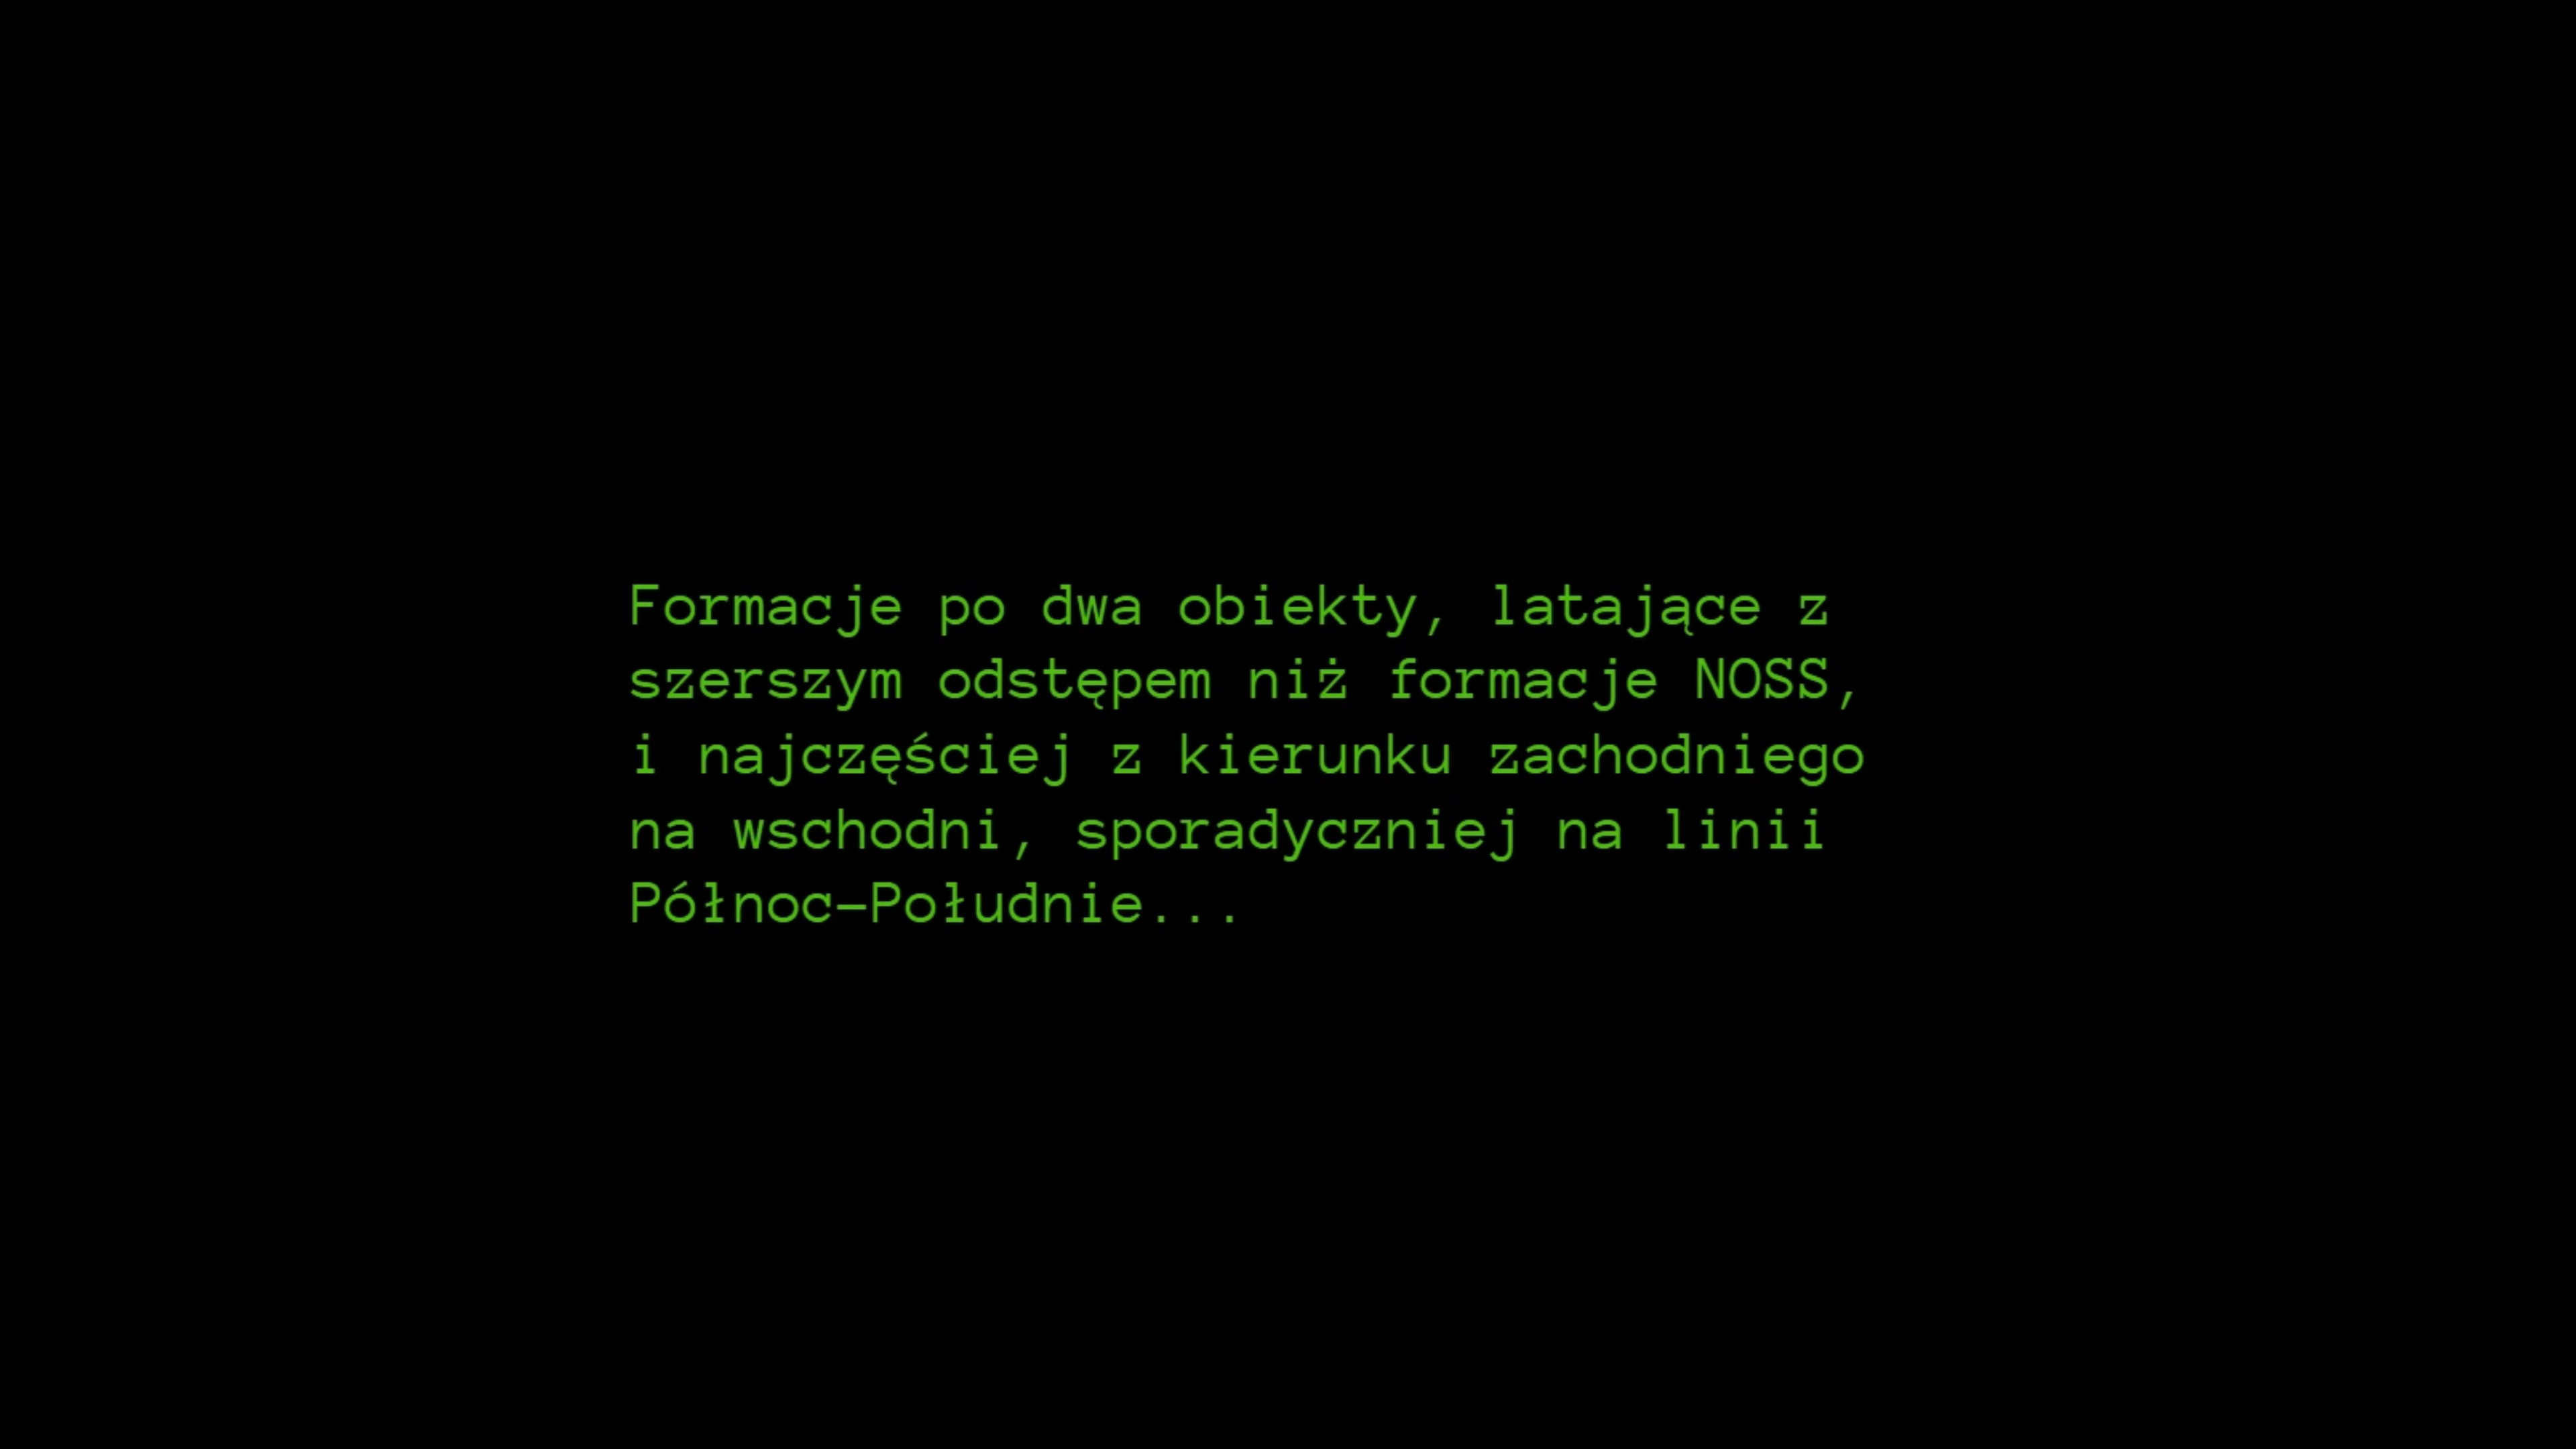 Formacje po dwa obiekty, latające z
szerszym odstępem niż formacje NOSS,
i najczęściej z kierunku zachodniego
na wschodni, sporadyczniej na linii
Północ–Południe...